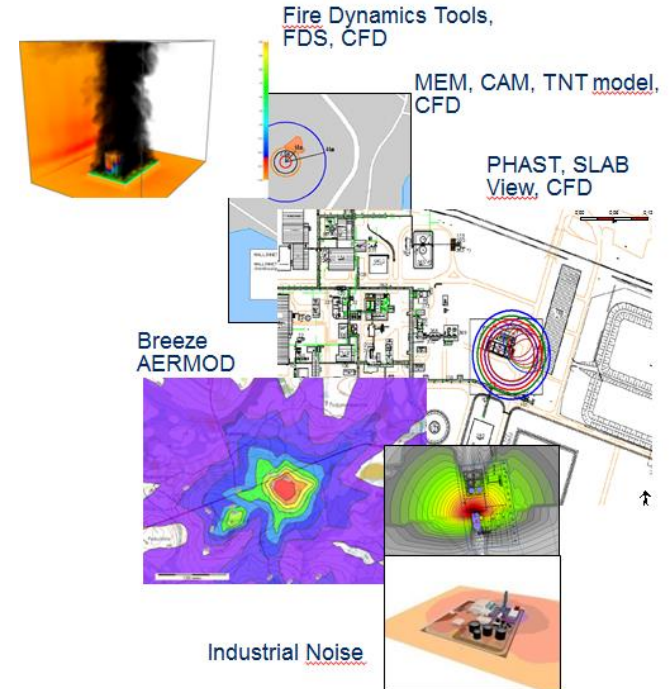 Fire Dynamics Tools,
FDS, CFD
MEM, CAM, TNT model,
CFD
PHAST, SLAB
View, CFD
Breeze
AERMOD
Industrial Noise